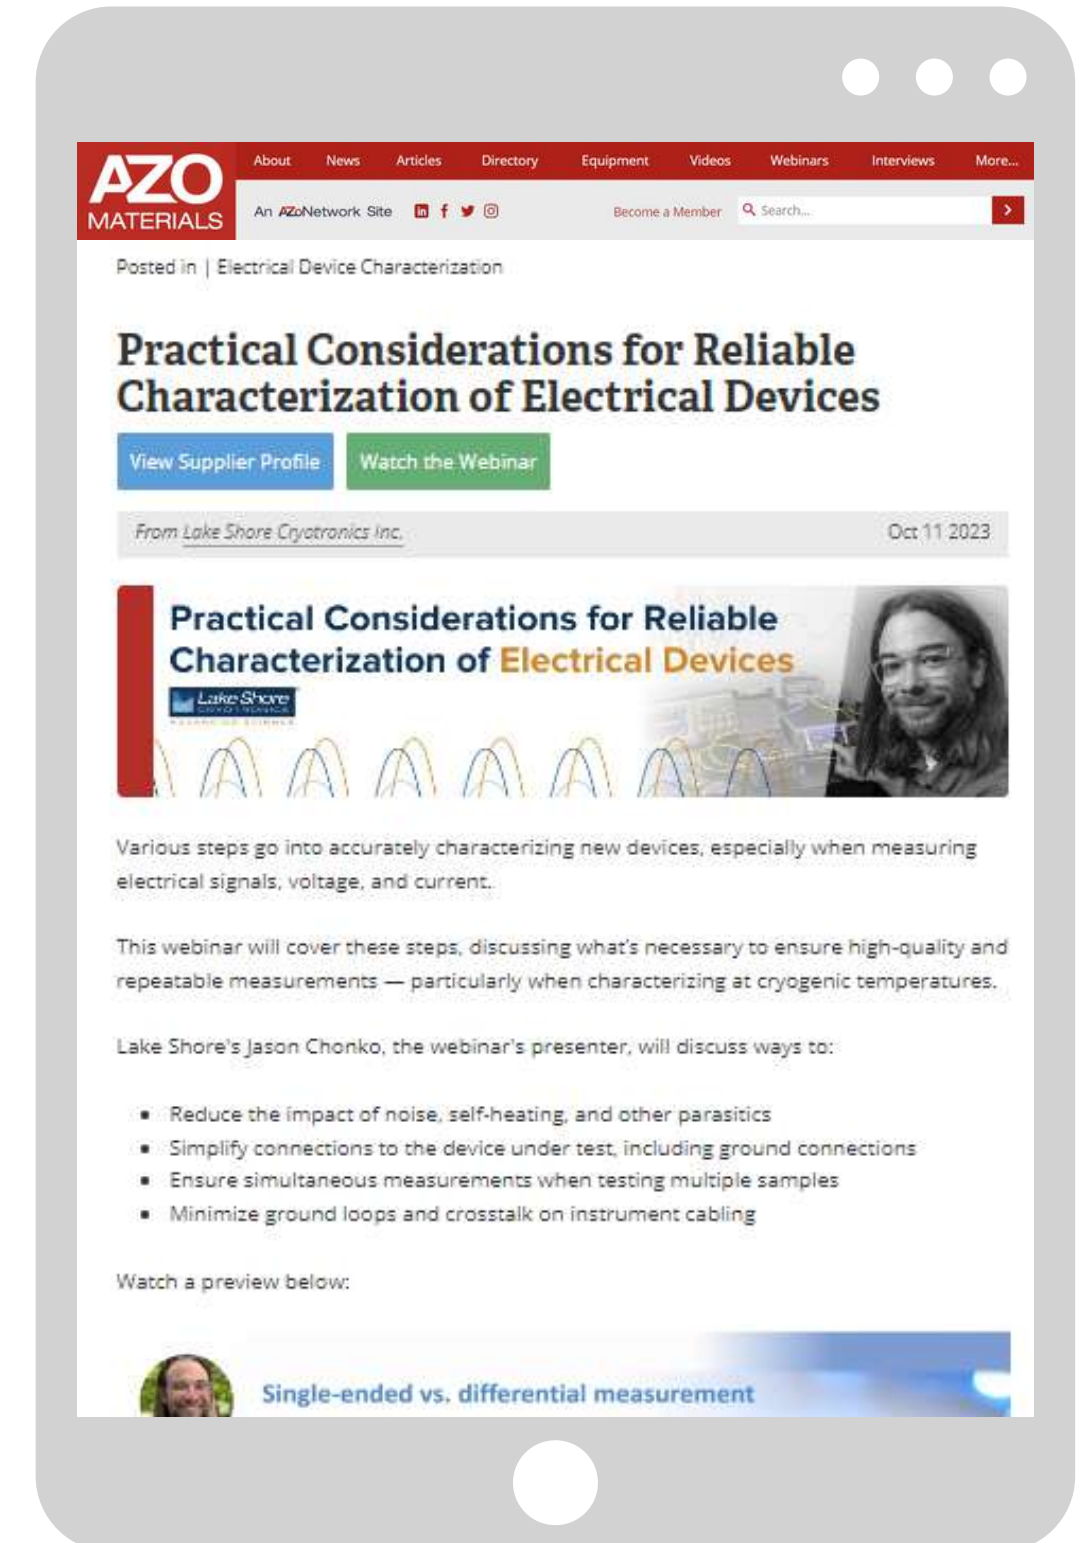 AZO
MATERIALS
About News Articles Directory Equipment Videos Webinars Interviews More...
An AZoNetwork Site
Become a Member
Search...
Posted in | Electrical Device Characterization
Practical Considerations for Reliable
Characterization of Electrical Devices
View Supplier Profile
Watch the Webinar
From Lake Shore Cryotronics Inc.
Oct 11 2023
Practical Considerations for Reliable
Characterization of Electrical Devices
Lake Shore
CRYOTRONICS
Various steps go into accurately characterizing new devices, especially when measuring
electrical signals, voltage, and current.
This webinar will cover these steps, discussing what's necessary to ensure high-quality and
repeatable measurements — particularly when characterizing at cryogenic temperatures.
Lake Shore's Jason Chonko, the webinar's presenter, will discuss ways to:
▪ Reduce the impact of noise, self-heating, and other parasitics
▪ Simplify connections to the device under test, including ground connections
▪ Ensure simultaneous measurements when testing multiple samples
▪ Minimize ground loops and crosstalk on instrument cabling
Watch a preview below:
Single-ended vs. differential measurement